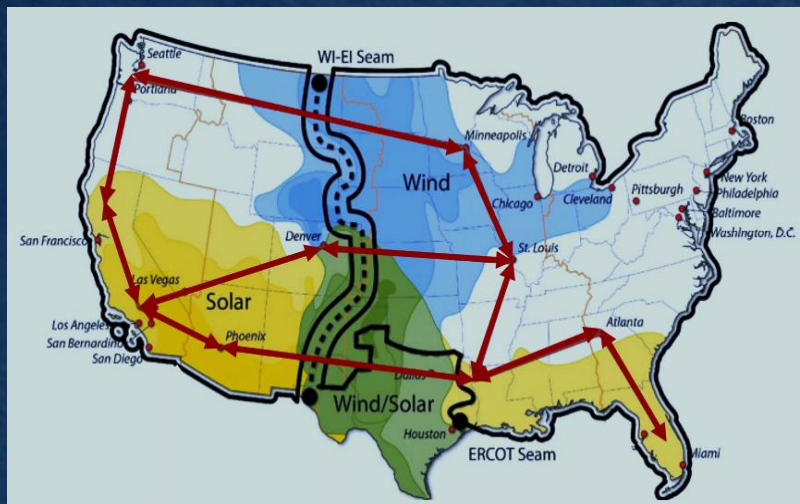 WI-EI Seam
Seattle
Portland
Minneapolis
Boston
Detroit
New York
Wind
Chicago
Cleveland
Pittsburgh
Philadelphia
Baltimore
Washington, D.C.
San Francisco
Denver
St. Louis
Las Vegas
Solar
Los Angeles
San Bernardino
San Diego
Phoenix
Atlanta
Dallas
Wind/Solar
Houston
ERCOT Seam
Miami